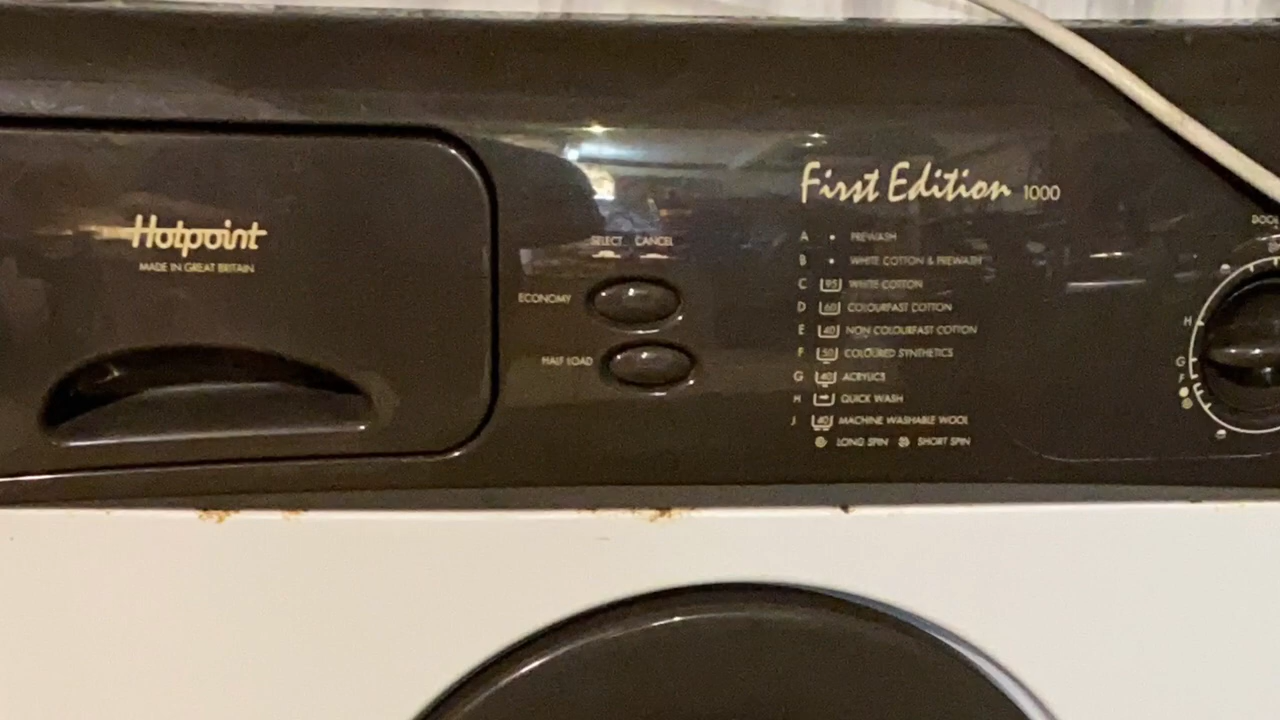 Hotpoint
MADE IN GREAT BRITAIN
SELECT CANCEL
ECONOMY
HALF LOAD
First Edition 1000
A • PREWASH
B • WHITE COTTON & PREWASH
C 95 WHITE COTTON
D 60 COLOURFAST COTTON
E 40 NON COLOURFAST COTTON
F 50 COLOURED SYNTHETICS
G 40 ACRYLICS
H QUICK WASH
J 40 MACHINE WASHABLE WOOL
LONG SPIN SHORT SPIN
H
G
F